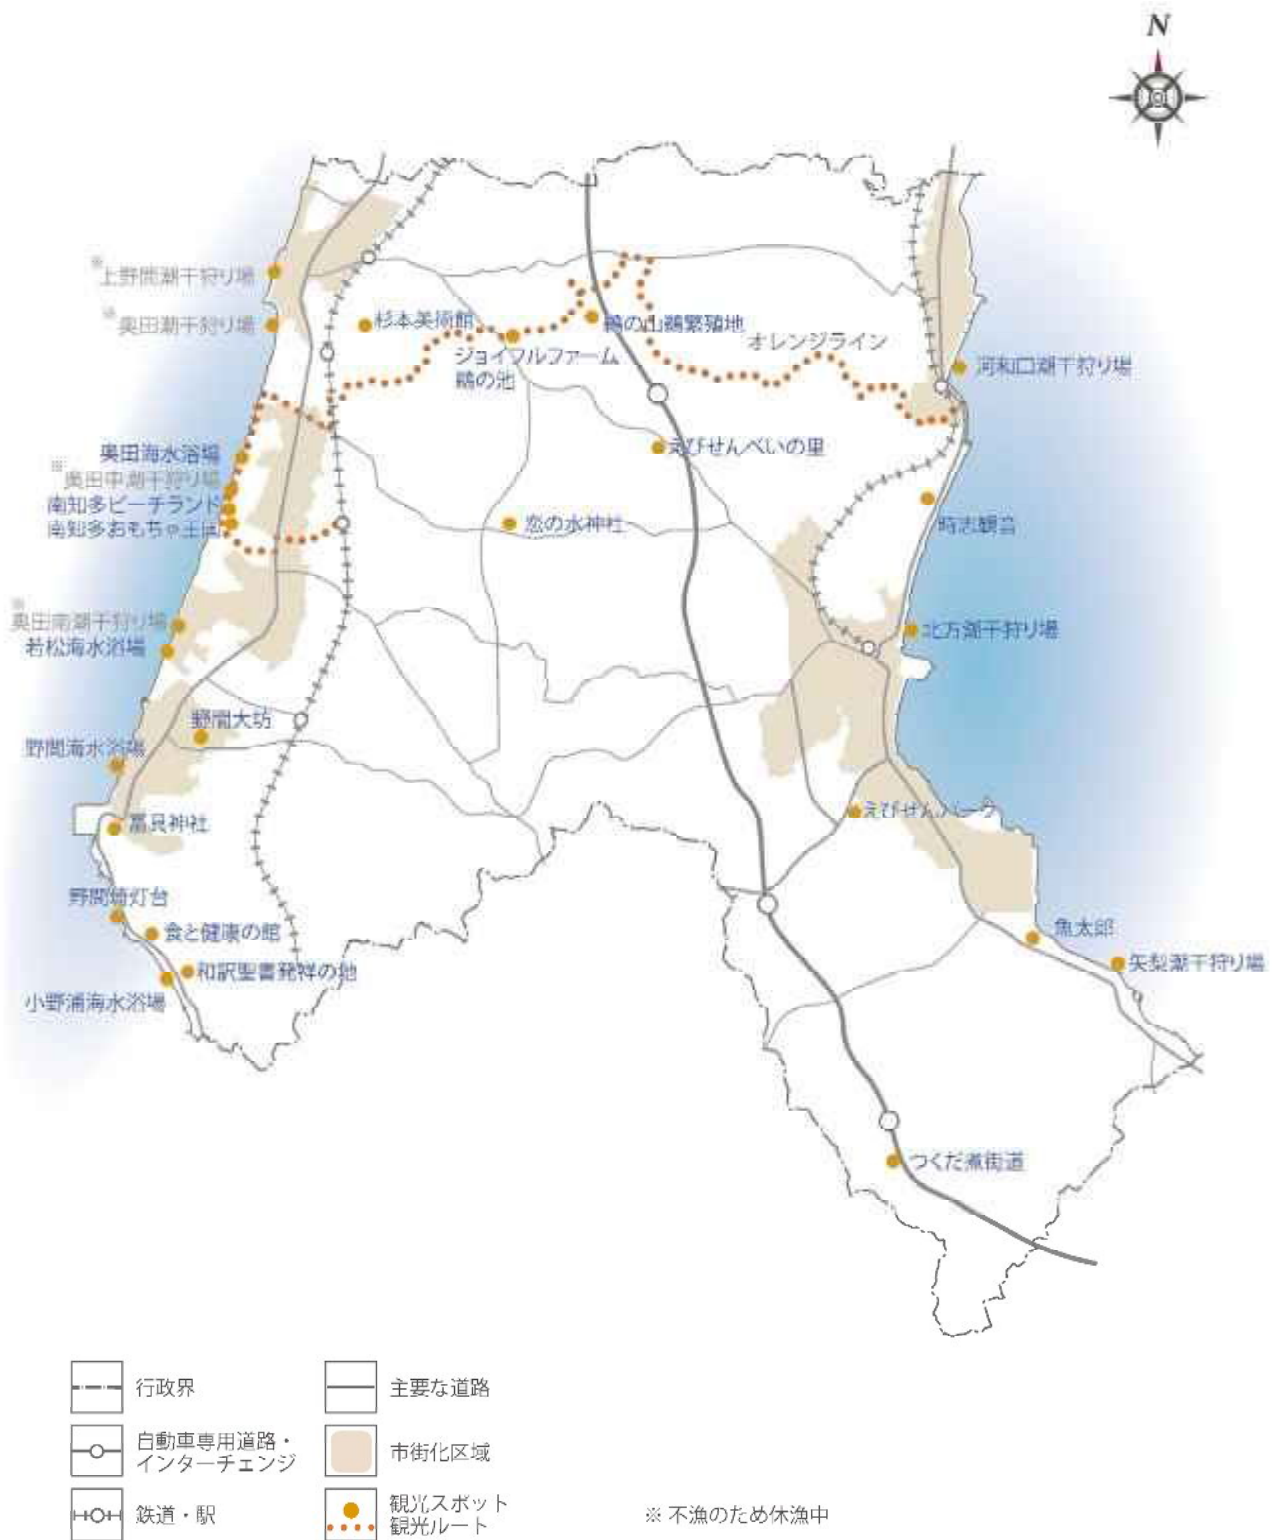 N
※上野間潮干狩り場
※奥田潮干狩り場
杉本美術館
鵜の山鵜繁殖地
オレンジライン
ジョイフルファーム
鵜の池
河和口潮干狩り場
えびせんべいの里
奥田海水浴場
※奥田中潮干狩り場
南知多ビーチランド
南知多おもちゃ王国
恋の水神社
時志観音
※奥田南潮干狩り場
若松海水浴場
北方潮干狩り場
野間大坊
野間海水浴場
えびせんパーク
冨具神社
野間埼灯台
食と健康の館
魚太郎
矢梨潮干狩り場
和訳聖書発祥の地
小野浦海水浴場
つくだ煮街道
行政界
主要な道路
自動車専用道路・
インターチェンジ
市街化区域
鉄道・駅
観光スポット
観光ルート
※ 不漁のため休漁中